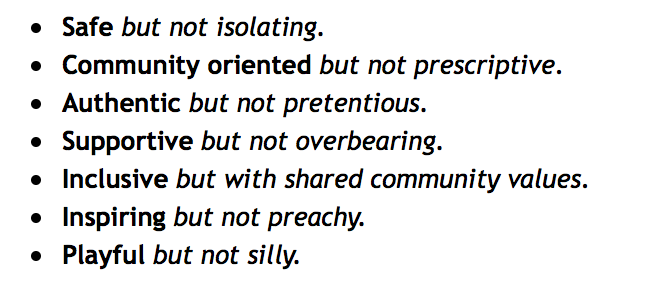 • Safe but not isolating.
• Community oriented but not prescriptive.
• Authentic but not pretentious.
• Supportive but not overbearing.
• Inclusive but with shared community values.
• Inspiring but not preachy.
• Playful but not silly.